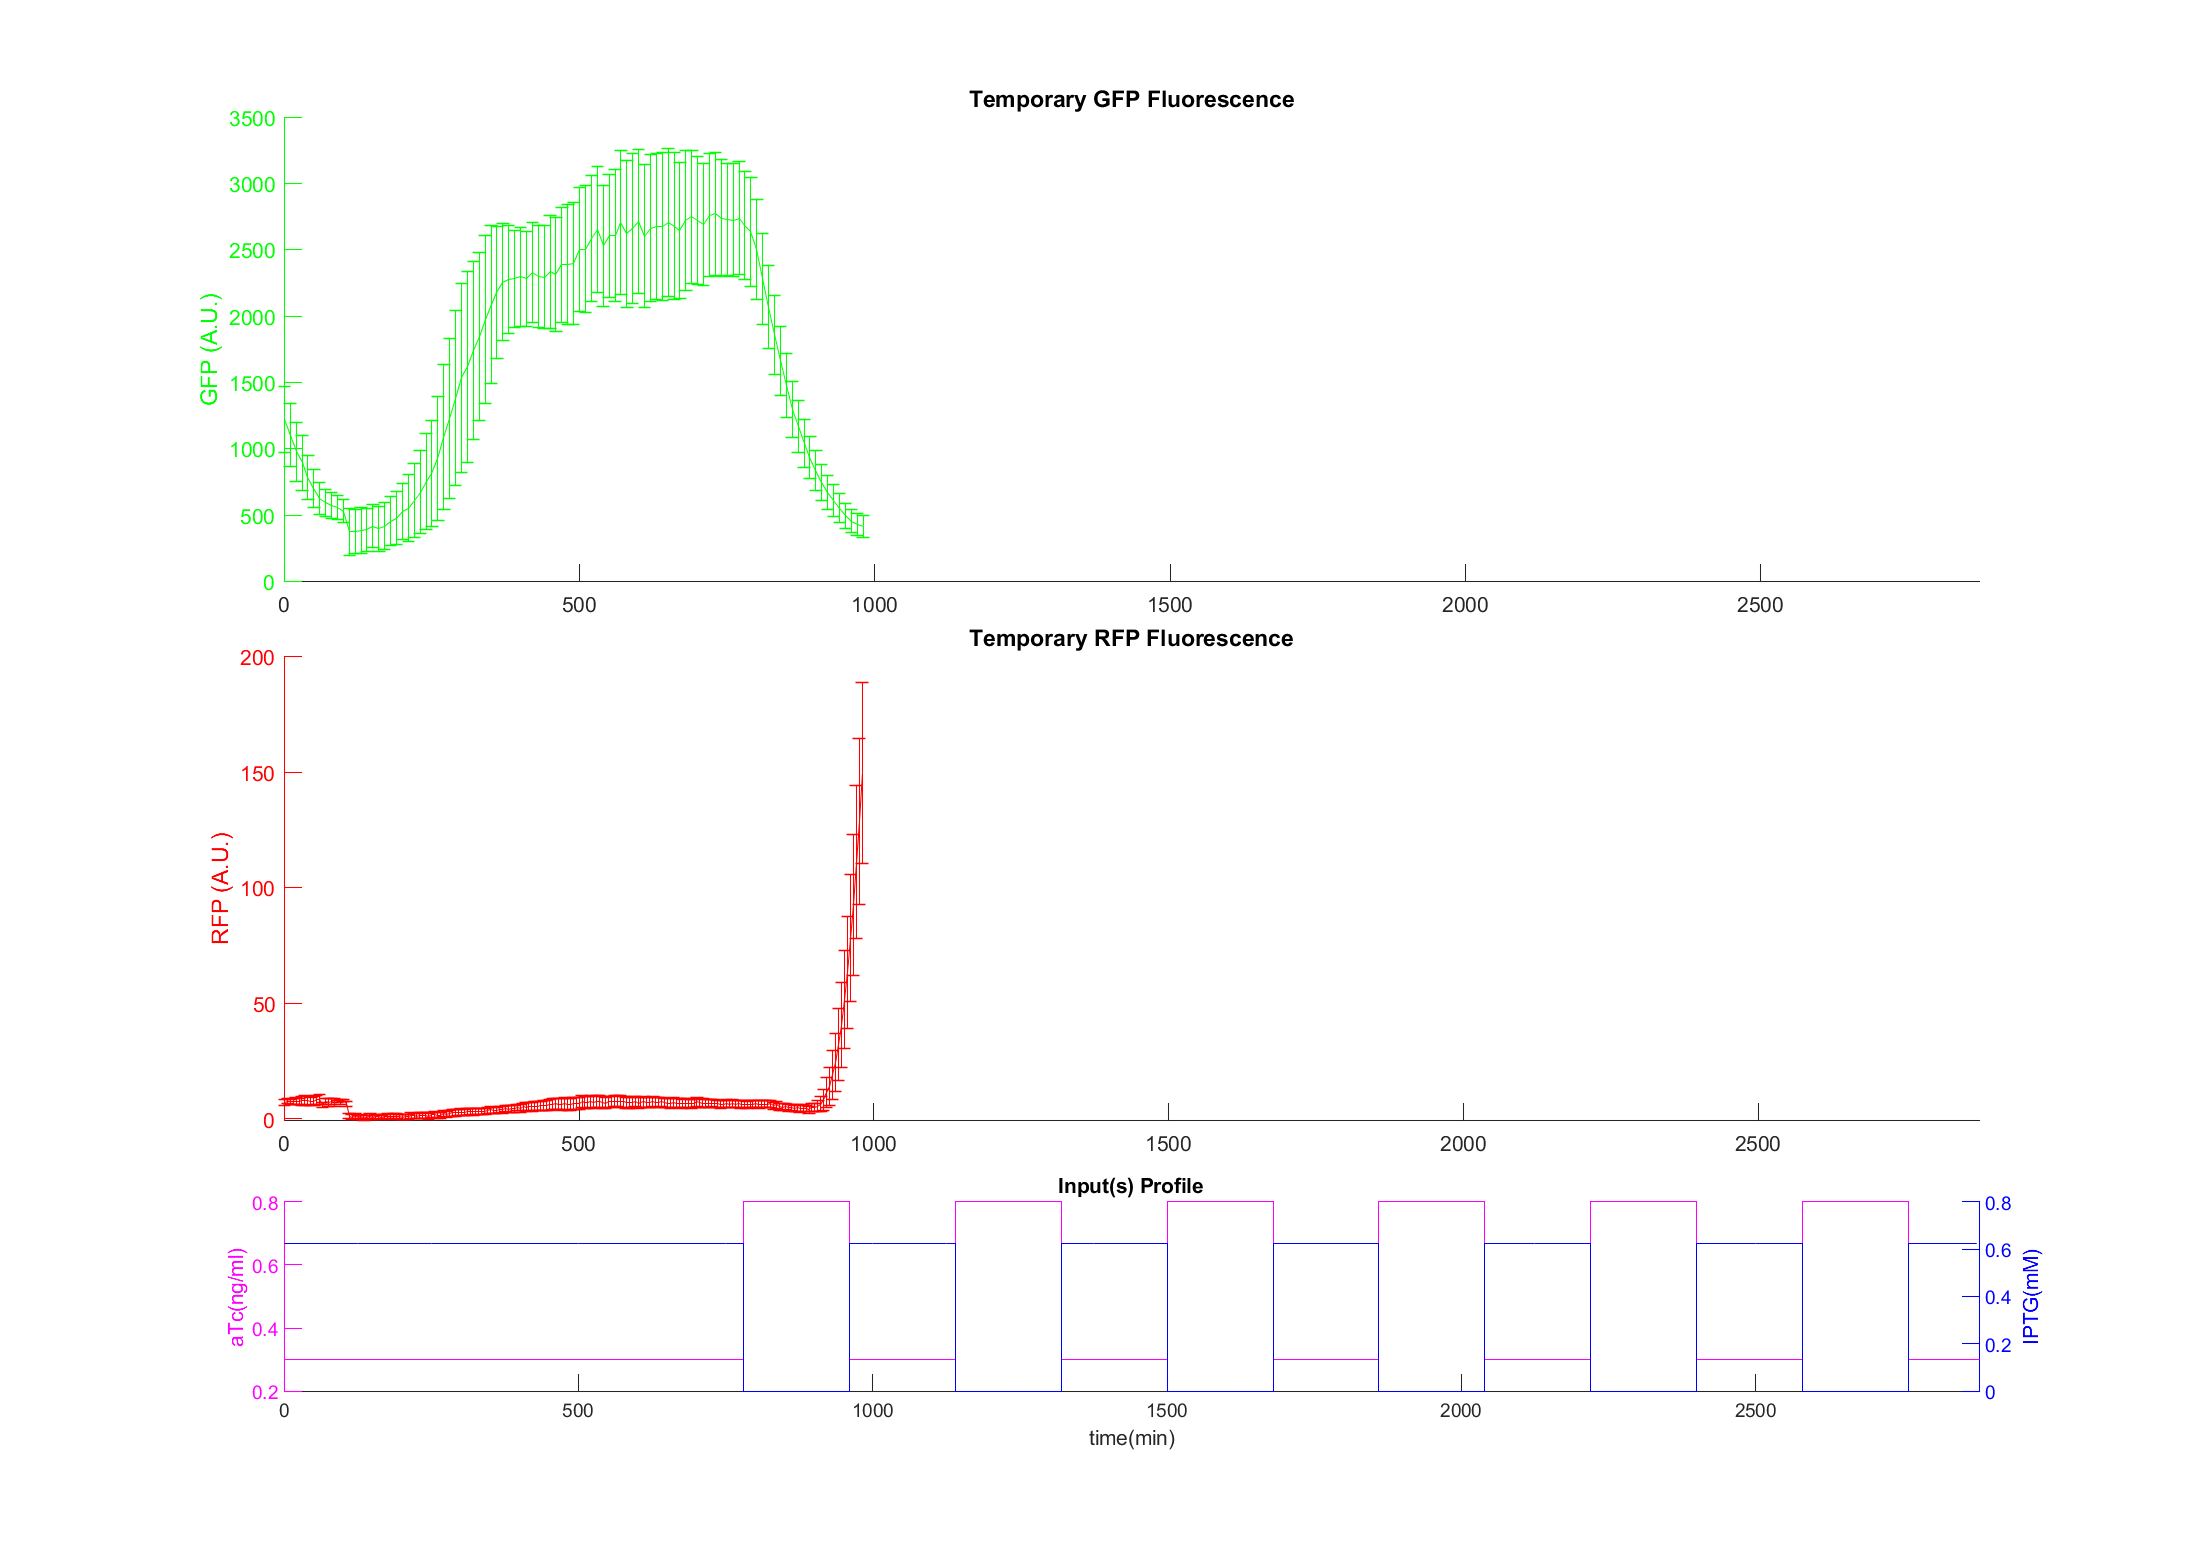 Temporary GFP Fluorescence
3500
3000
2500
2000
1500
1000
500
0
GFP (A.U.)
0 500 1000 1500 2000 2500
Temporary RFP Fluorescence
200
150
100
50
0
RFP (A.U.)
0 500 1000 1500 2000 2500
Input(s) Profile
0.8
0.6
0.4
0.2
aTc(ng/ml)
0.8
0.6
0.4
0.2
0
IPTG(mM)
0 500 1000 1500 2000 2500
time(min)